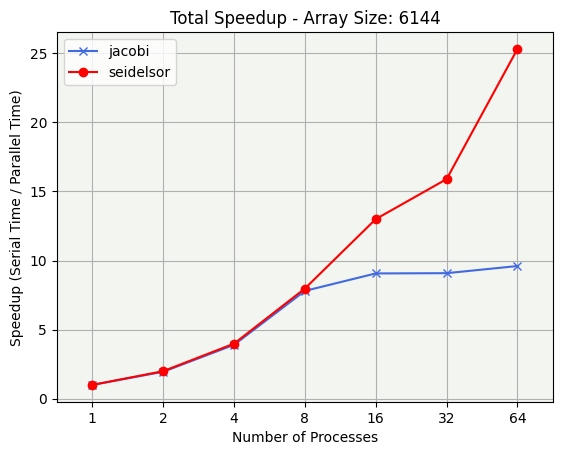 Total Speedup - Array Size: 6144
jacobi
seidelsor
Speedup (Serial Time / Parallel Time)
25
20
15
10
5
0
1 2 4 8 16 32 64
Number of Processes